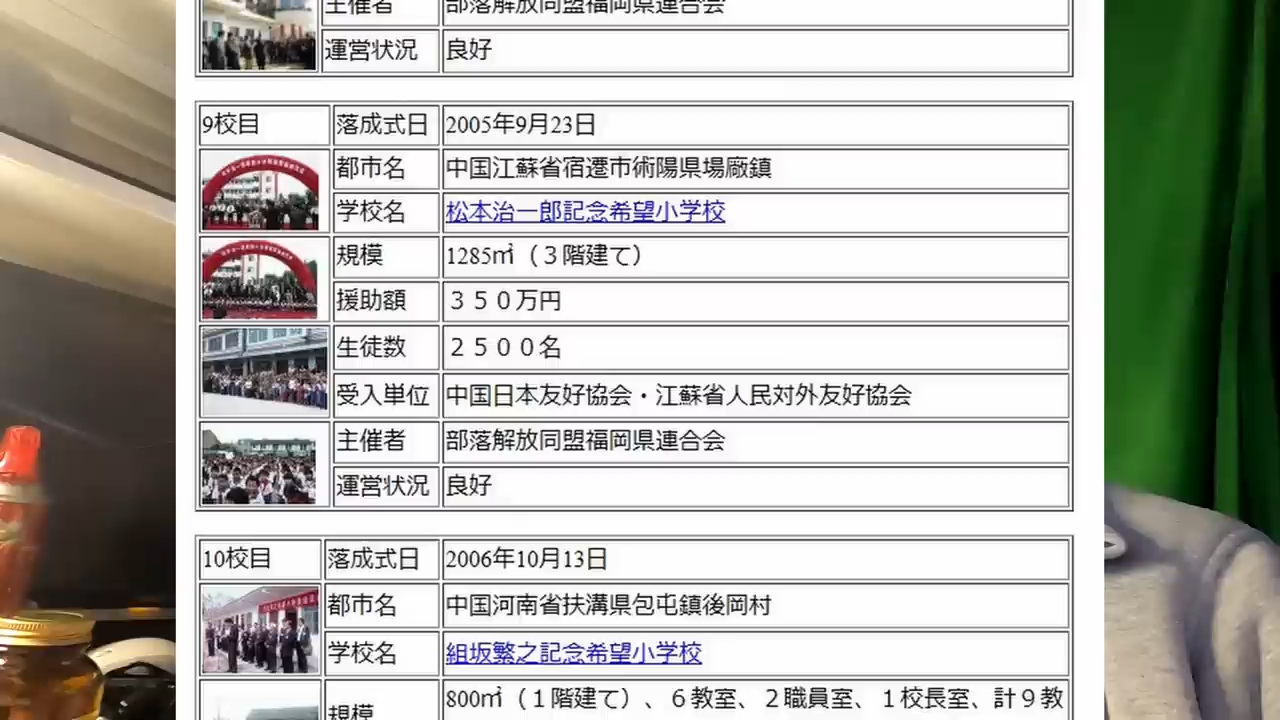 主催者 部落解放同盟福岡県連合会
運営状況 良好
9校目 落成式日 2005年9月23日
都市名 中国江蘇省宿遷市術陽県場廠鎮
学校名 松本治一郎記念希望小学校
規模 1285㎡（３階建て）
援助額 ３５０万円
生徒数 ２５００名
受入単位 中国日本友好協会・江蘇省人民対外友好協会
主催者 部落解放同盟福岡県連合会
運営状況 良好
10校目 落成式日 2006年10月13日
都市名 中国河南省扶溝県包屯鎮後岡村
学校名 組坂繁之記念希望小学校
規模 800㎡（１階建て）、６教室、２職員室、１校長室、計９教